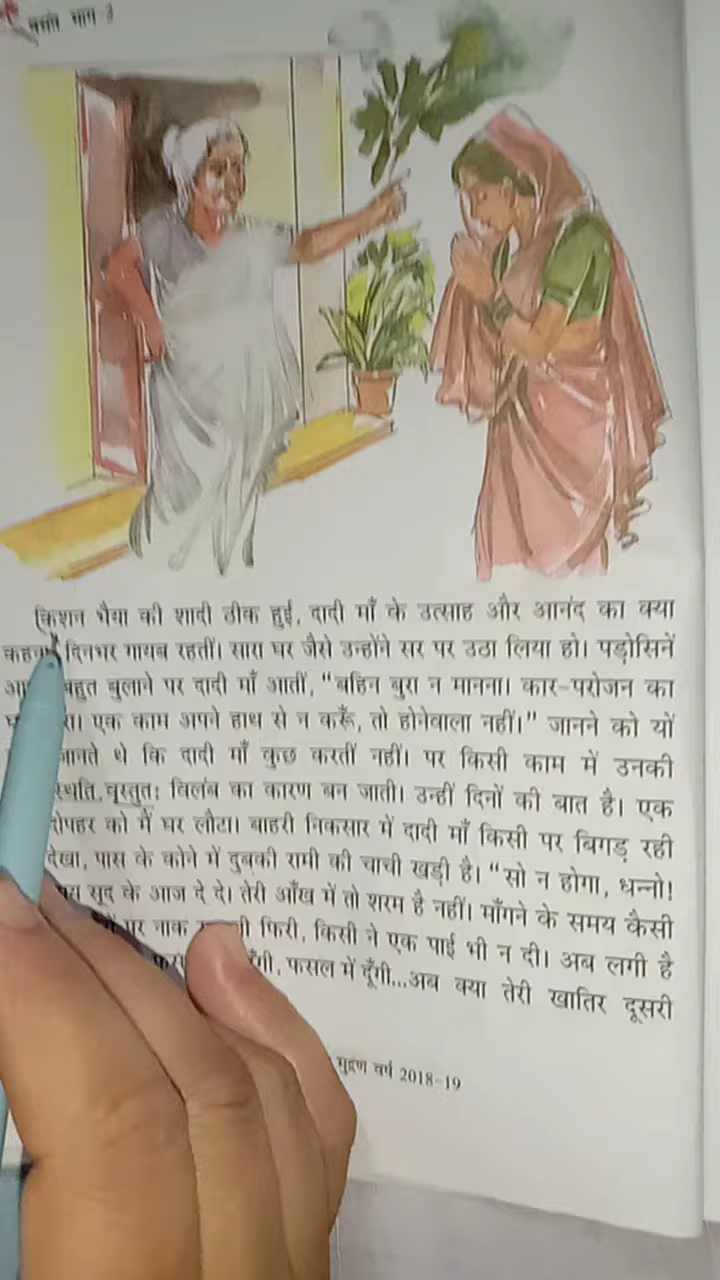 भाग-3
किशन भैया की शादी ठीक हुई, दादी माँ के उत्साह और आनंद का क्या
दिनभर गायब रहतीं। सारा घर जैसे उन्होंने सर पर उठा लिया हो। पड़ोसिनें
बहुत बुलाने पर दादी माँ आतीं, “बहिन बुरा न मानना। कार-परोजन का
एक काम अपने हाथ से न करूँ, तो होनेवाला नहीं।” जानने को यों
जानते थे कि दादी माँ कुछ करतीं नहीं। पर किसी काम में उनकी
वस्तुतः विलंब का कारण बन जाती। उन्हीं दिनों की बात है। एक
दोपहर को मैं घर लौटा। बाहरी निकसार में दादी माँ किसी पर बिगड़ रही
देखा, पास के कोने में दुबकी रामी की चाची खड़ी है। “सो न होगा, धन्नो!
सूद के आज दे दे। तेरी आँख में तो शरम है नहीं। माँगने के समय कैसी
पर नाक फिरी, किसी ने एक पाई भी न दी। अब लगी है
फसल में दूँगी...अब क्या तेरी खातिर दूसरी
मुद्रण वर्ष 2018-19